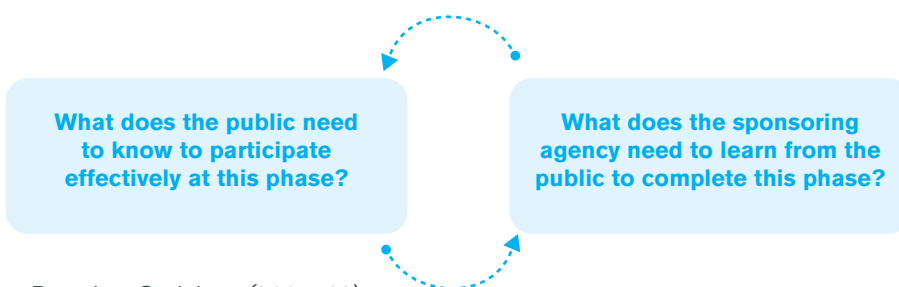 What does the public need
to know to participate
effectively at this phase?
What does the sponsoring
agency need to learn from the
public to complete this phase?